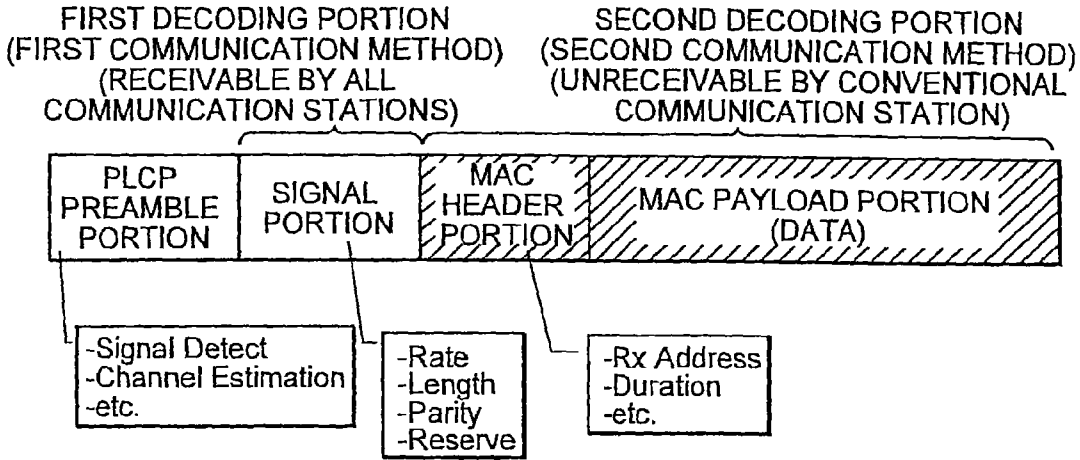 FIRST DECODING PORTION
(FIRST COMMUNICATION METHOD)
(RECEIVABLE BY ALL
COMMUNICATION STATIONS)
SECOND DECODING PORTION
(SECOND COMMUNICATION METHOD)
(UNRECEIVABLE BY CONVENTIONAL
COMMUNICATION STATION)
PLCP
PREAMBLE
PORTION
SIGNAL
PORTION
MAC
HEADER
PORTION
MAC PAYLOAD PORTION
(DATA)
-Signal Detect
-Channel Estimation
-etc.
-Rate
-Length
-Parity
-Reserve
-Rx Address
-Duration
-etc.